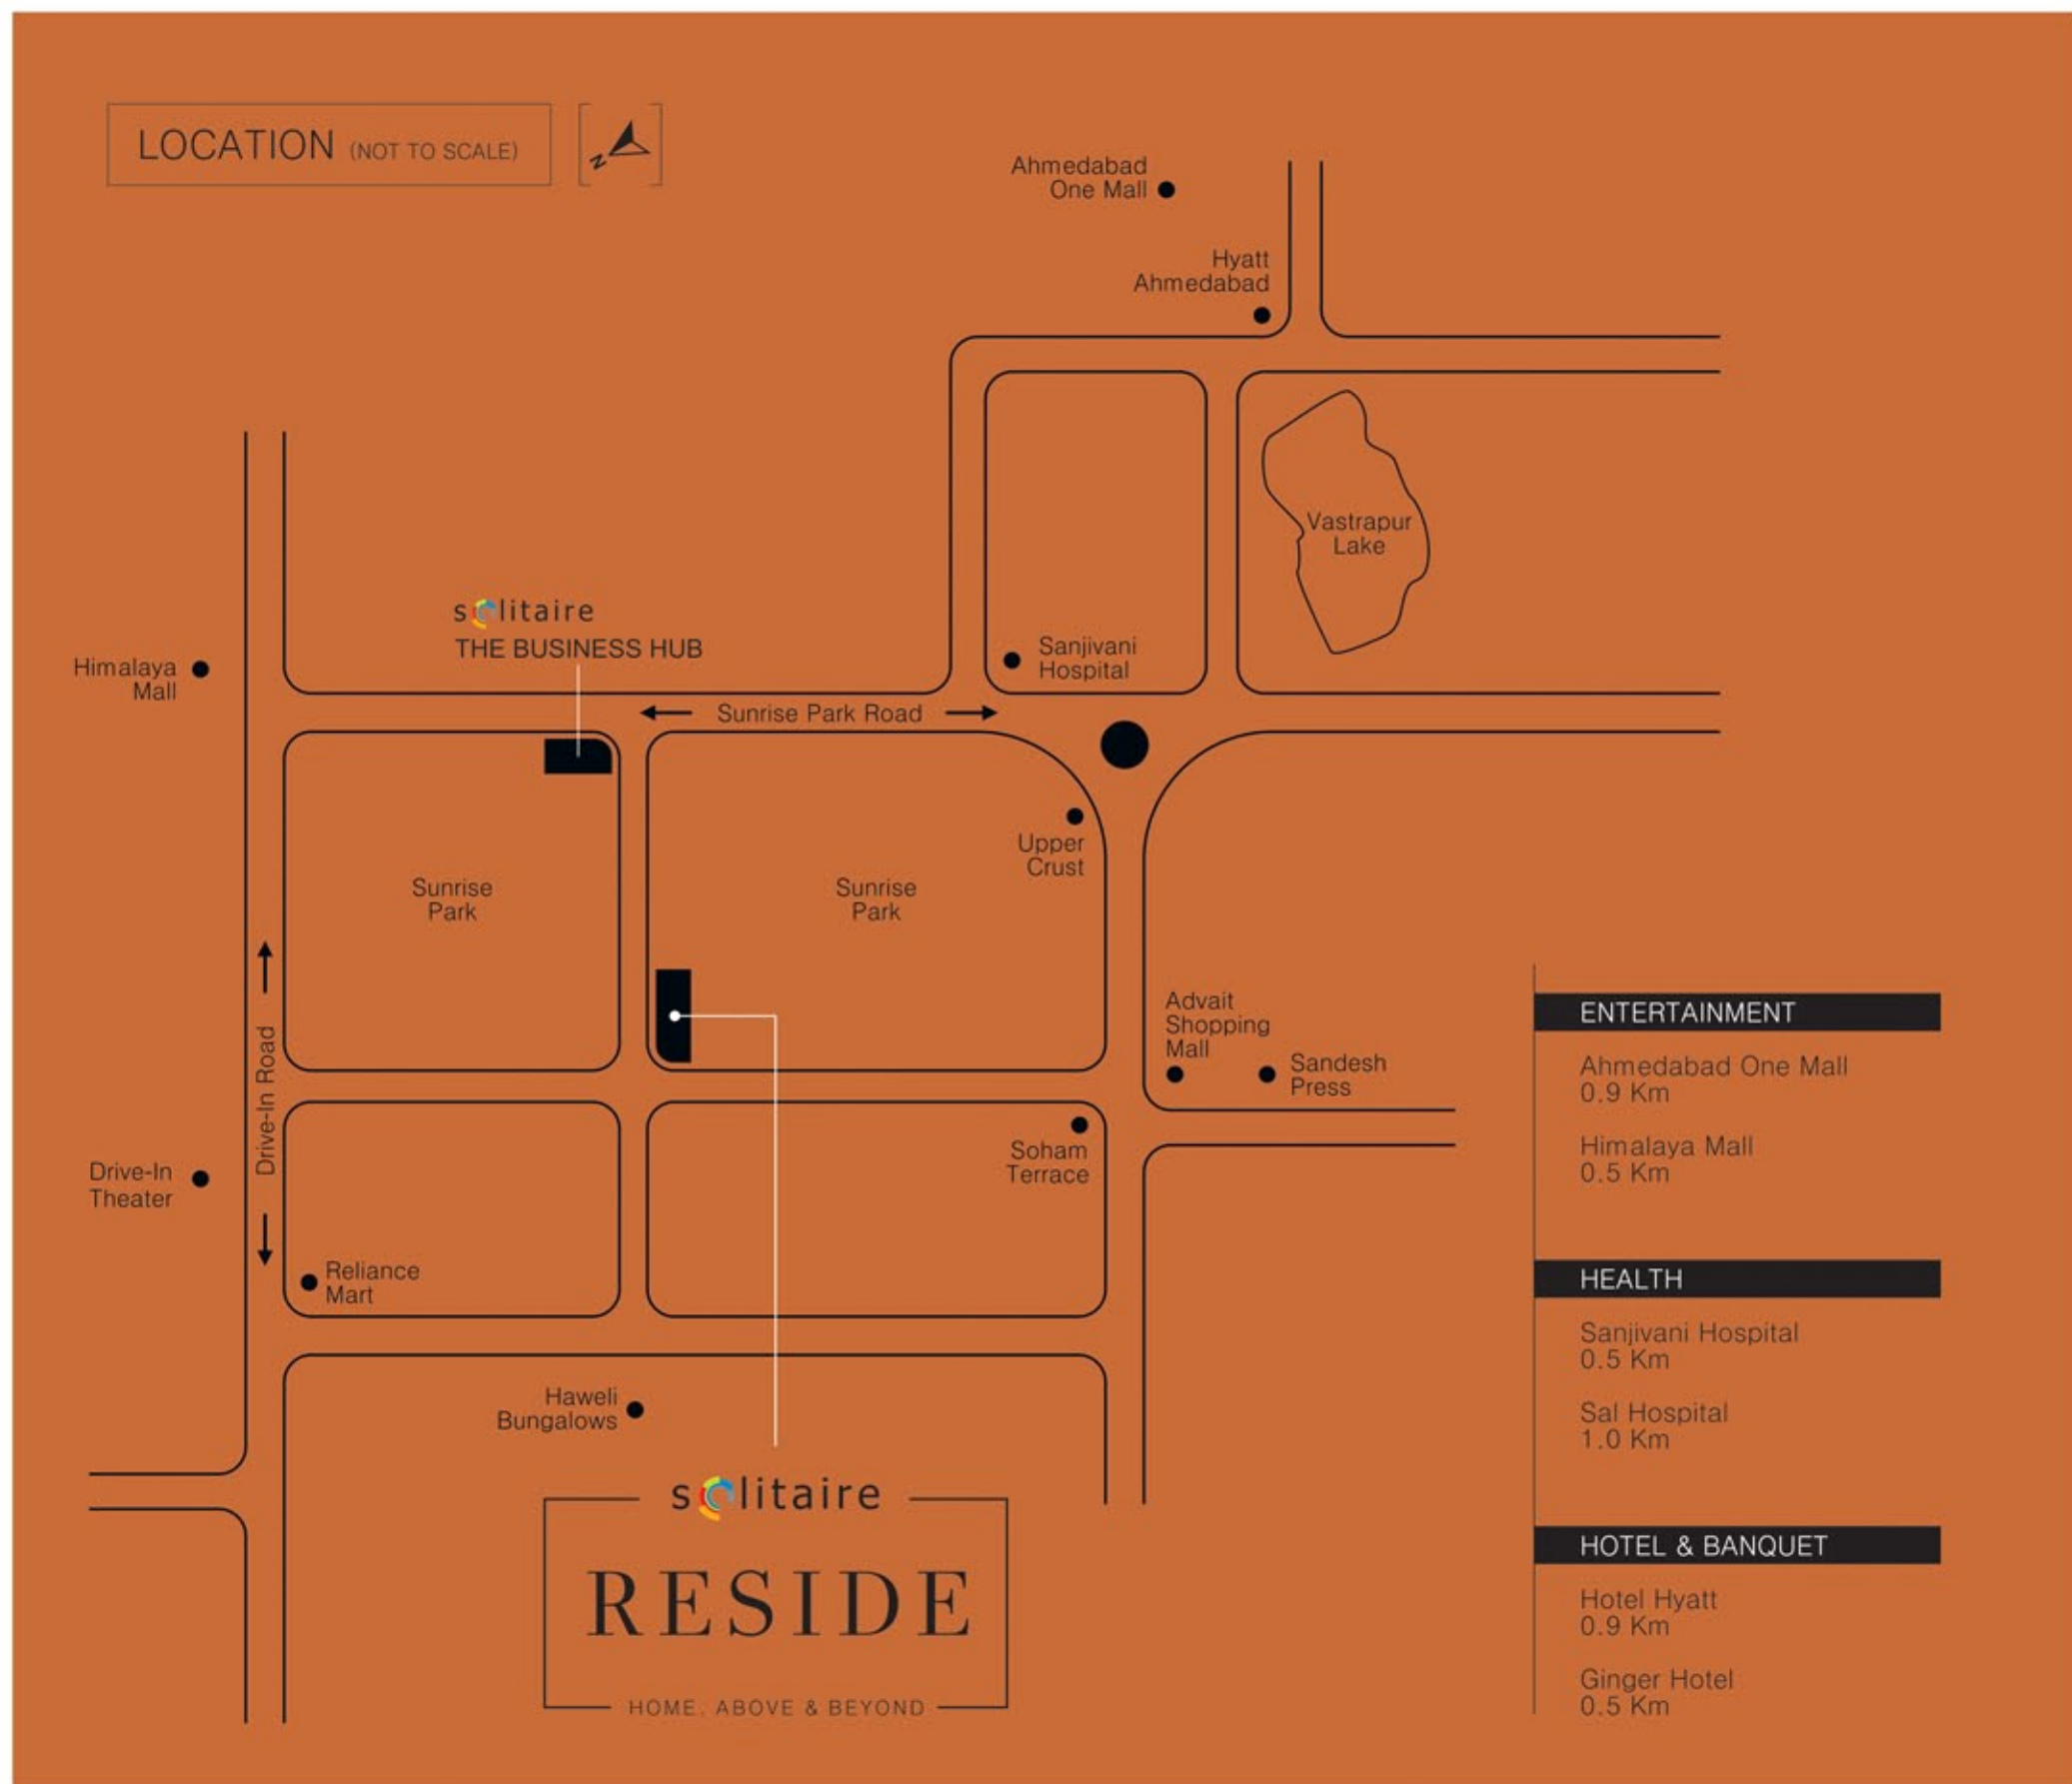 LOCATION (NOT TO SCALE)
N
Ahmedabad
One Mall
Hyatt
Ahmedabad
Vastrapur
Lake
solitaire
THE BUSINESS HUB
Sanjivani
Hospital
Himalaya
Mall
Sunrise Park Road
Upper
Crust
Sunrise
Park
Sunrise
Park
Drive-In Road
Advait
Shopping
Mall
Sandesh
Press
Soham
Terrace
Drive-In
Theater
Reliance
Mart
Haweli
Bungalows
solitaire
RESIDE
HOME, ABOVE & BEYOND
ENTERTAINMENT
Ahmedabad One Mall
0.9 Km
Himalaya Mall
0.5 Km
HEALTH
Sanjivani Hospital
0.5 Km
Sal Hospital
1.0 Km
HOTEL & BANQUET
Hotel Hyatt
0.9 Km
Ginger Hotel
0.5 Km